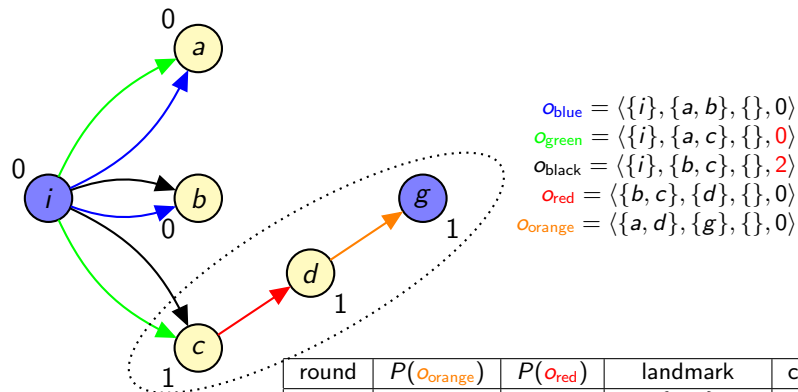 0
a
0
i
b
0
g
1
d
1
c
1
o_blue = ⟨{i}, {a, b}, {}, 0⟩
o_green = ⟨{i}, {a, c}, {}, 0⟩
o_black = ⟨{i}, {b, c}, {}, 2⟩
o_red = ⟨{b, c}, {d}, {}, 0⟩
o_orange = ⟨{a, d}, {g}, {}, 0⟩
round P(o_orange) P(o_red) landmark